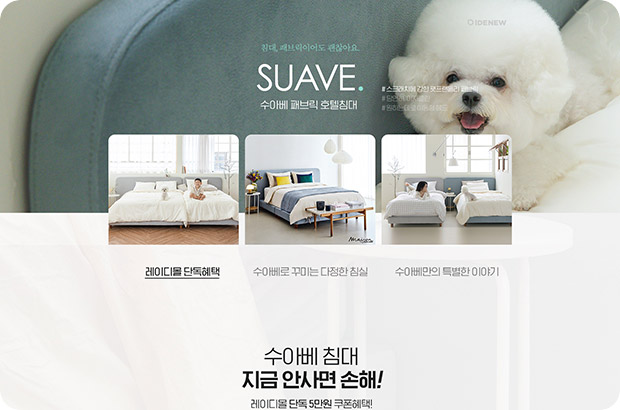 IDENEW
침대, 패브릭이어도 괜찮아요.
SUAVE.
수아베 패브릭 호텔침대
레이디몰 단독혜택
수아베로 꾸미는 다정한 침실
수아베만의 특별한 이야기
수아베 침대
지금 안사면 손해!
레이디몰 단독 5만원 쿠폰혜택!